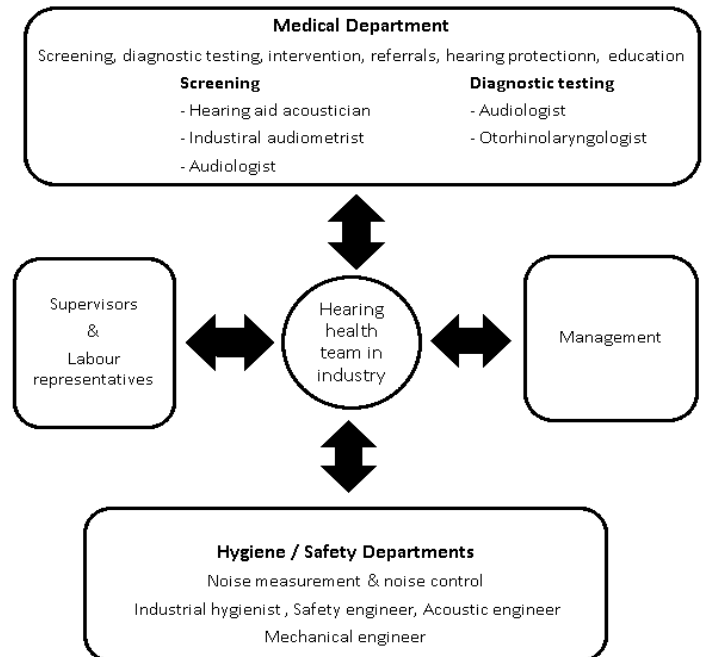 Medical Department
Screening, diagnostic testing, intervention, referrals, hearing protectionn, education
Screening
- Hearing aid acoustician
- Industiral audiometrist
- Audiologist
Diagnostic testing
- Audiologist
- Otorhinolaryngologist
Supervisors
&
Labour
representatives
Hearing
health
team in
industry
Management
Hygiene / Safety Departments
Noise measurement & noise control
Industrial hygienist , Safety engineer, Acoustic engineer
Mechanical engineer